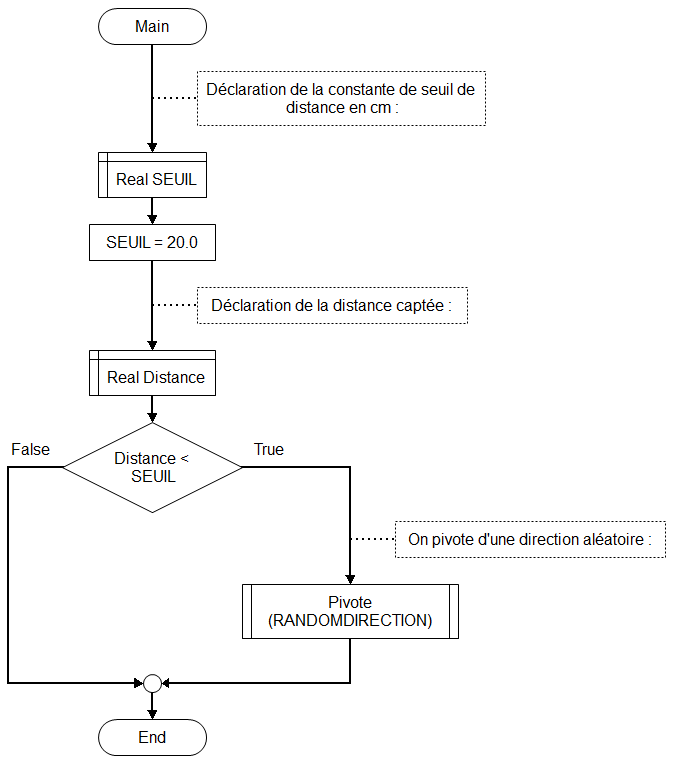 Main
Déclaration de la constante de seuil de
distance en cm :
Real SEUIL
SEUIL = 20.0
Déclaration de la distance captée :
Real Distance
False
True
Distance <
SEUIL
On pivote d'une direction aléatoire :
Pivote
(RANDOMDIRECTION)
End